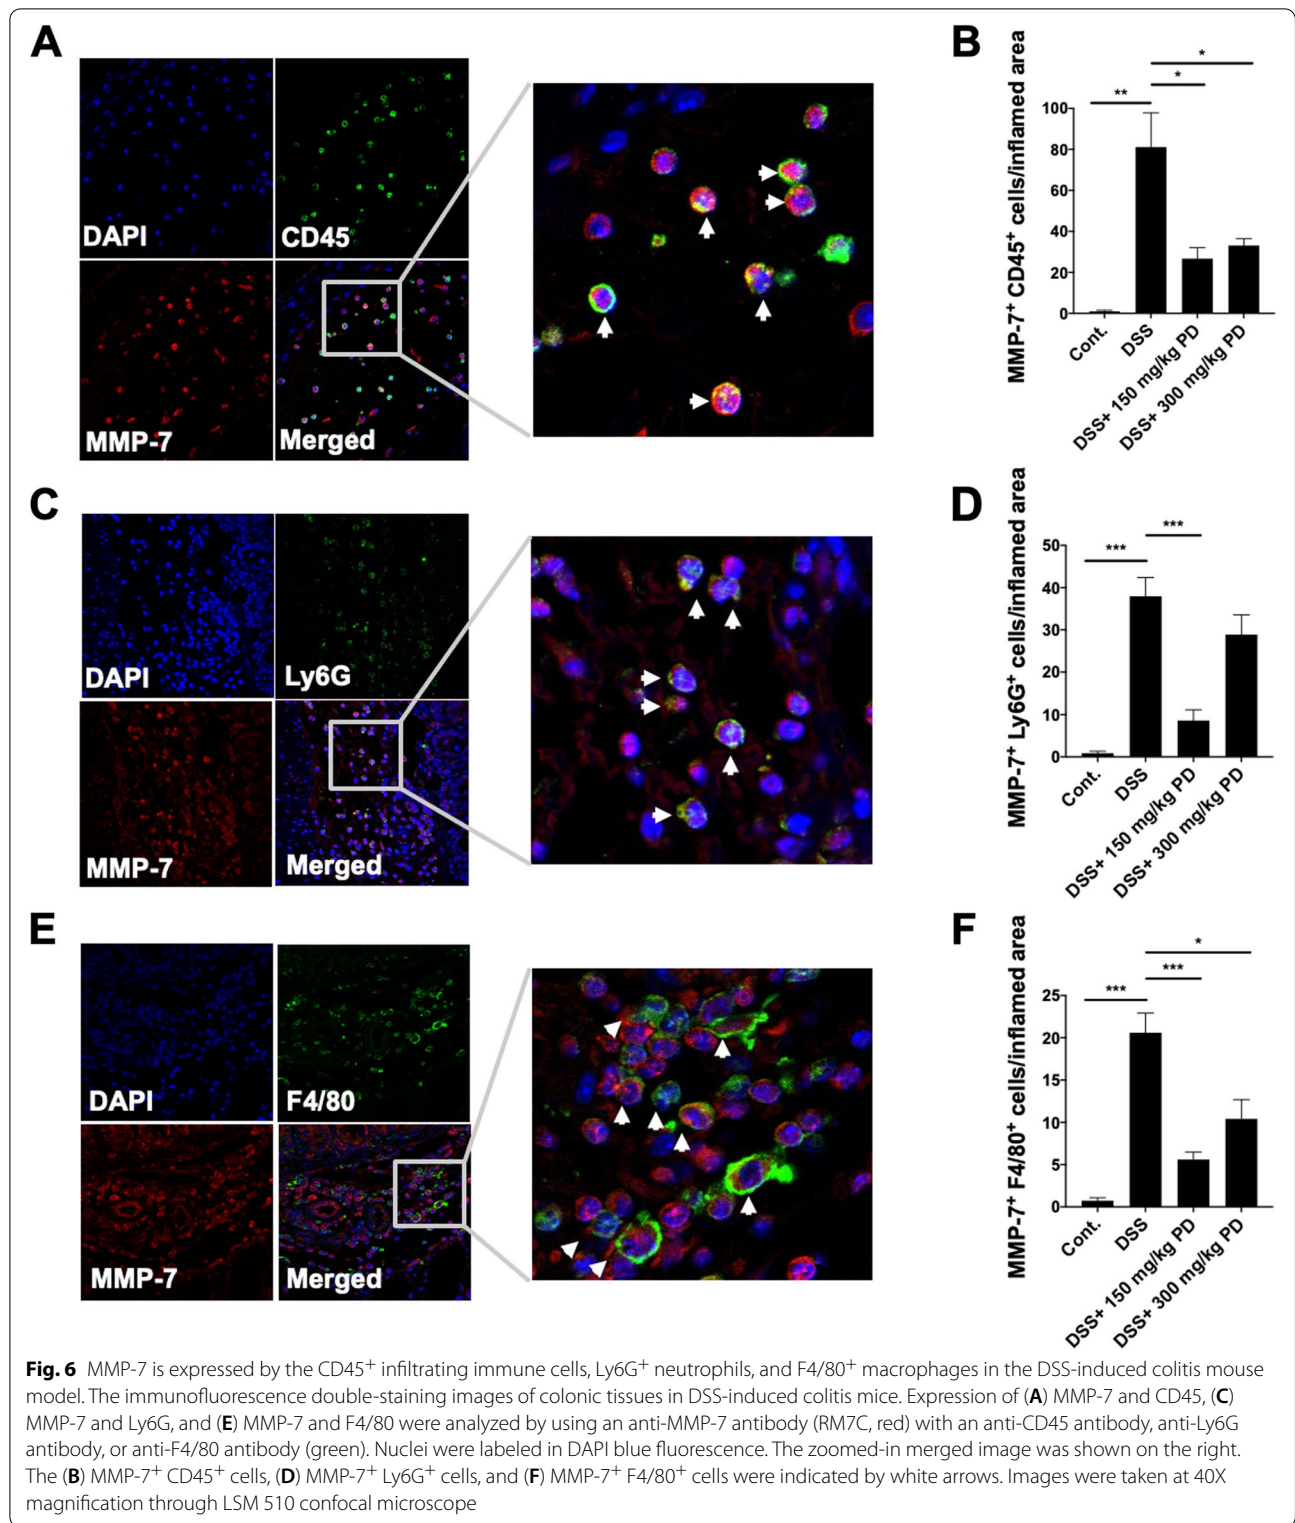 A
DAPI
CD45
MMP-7
Merged
B
MMP-7⁺ CD45⁺ cells/inflamed area
**
*
*
100
80
60
40
20
0
Cont.
DSS
DSS+ 150 mg/kg PD
DSS+ 300 mg/kg PD
C
DAPI
Ly6G
MMP-7
Merged
D
MMP-7⁺ Ly6G⁺ cells/inflamed area
***
***
50
40
30
20
10
0
Cont.
DSS
DSS+ 150 mg/kg PD
DSS+ 300 mg/kg PD
E
DAPI
F4/80
MMP-7
Merged
F
MMP-7⁺ F4/80⁺ cells/inflamed area
*
***
***
25
20
15
10
5
0
Cont.
DSS
DSS+ 150 mg/kg PD
DSS+ 300 mg/kg PD
Fig. 6 MMP-7 is expressed by the CD45⁺ infiltrating immune cells, Ly6G⁺ neutrophils, and F4/80⁺ macrophages in the DSS-induced colitis mouse
model. The immunofluorescence double-staining images of colonic tissues in DSS-induced colitis mice. Expression of (A) MMP-7 and CD45, (C)
MMP-7 and Ly6G, and (E) MMP-7 and F4/80 were analyzed by using an anti-MMP-7 antibody (RM7C, red) with an anti-CD45 antibody, anti-Ly6G
antibody, or anti-F4/80 antibody (green). Nuclei were labeled in DAPI blue fluorescence. The zoomed-in merged image was shown on the right.
The (B) MMP-7⁺ CD45⁺ cells, (D) MMP-7⁺ Ly6G⁺ cells, and (F) MMP-7⁺ F4/80⁺ cells were indicated by white arrows. Images were taken at 40X
magnification through LSM 510 confocal microscope